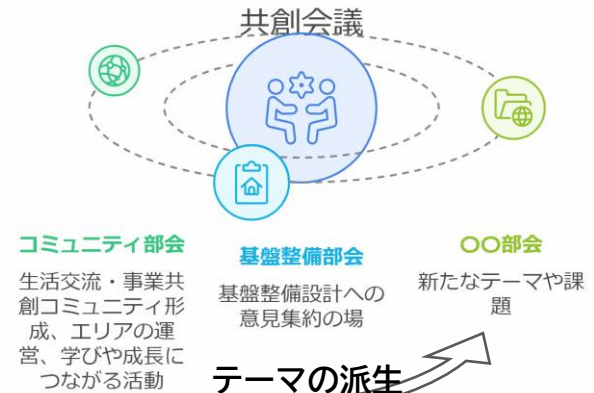 共創会議
コミュニティ部会
生活交流・事業共
創コミュニティ形
成、エリアの運
営、学びや成長に
つながる活動
基盤整備部会
基盤整備設計への
意見集約の場
〇〇部会
新たなテーマや課
題
テーマの派生